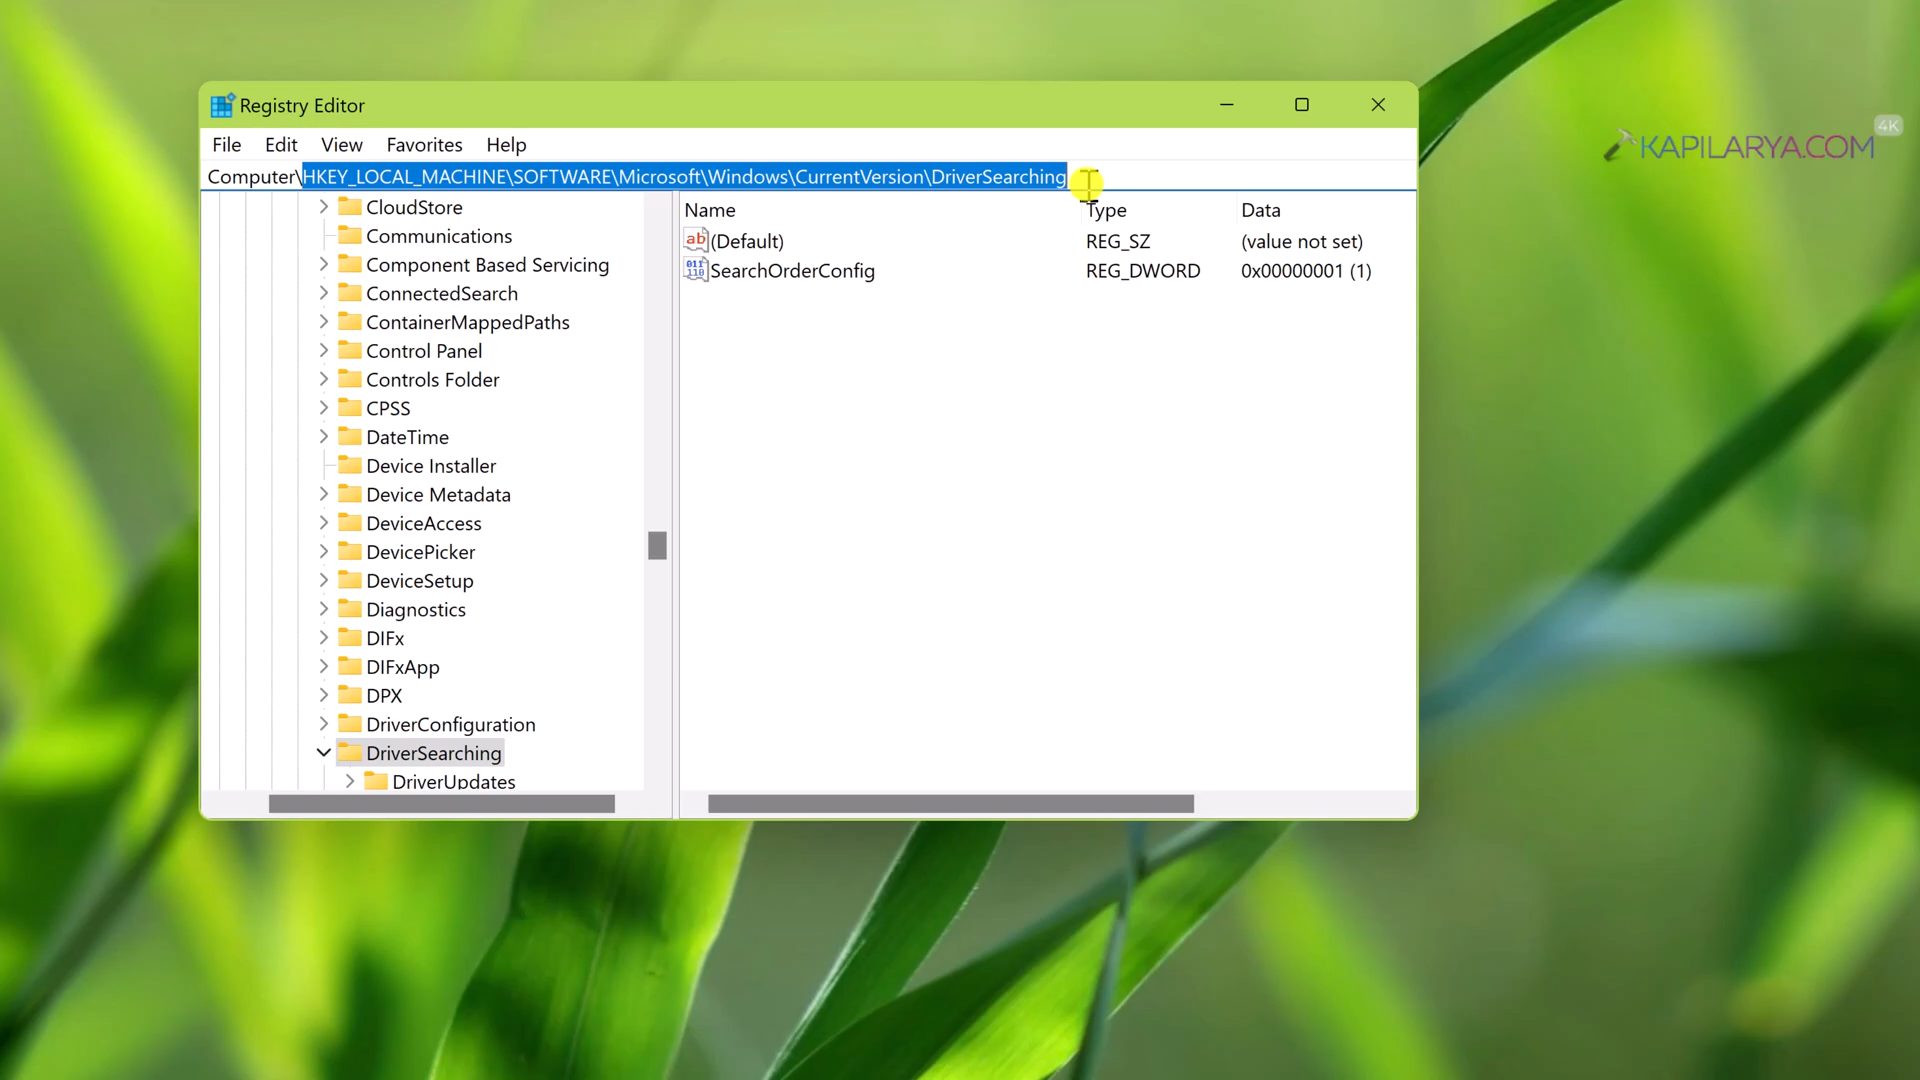 KAPILARYA.COM 4K
Registry Editor
File Edit View Favorites Help
Computer\HKEY_LOCAL_MACHINE\SOFTWARE\Microsoft\Windows\CurrentVersion\DriverSearching
CloudStore
Communications
Component Based Servicing
ConnectedSearch
ContainerMappedPaths
Control Panel
Controls Folder
CPSS
DateTime
Device Installer
Device Metadata
DeviceAccess
DevicePicker
DeviceSetup
Diagnostics
DIFx
DIFxApp
DPX
DriverConfiguration
DriverSearching
DriverUpdates
Name Type Data
ab (Default) REG_SZ (value not set)
011 110 SearchOrderConfig REG_DWORD 0x00000001 (1)